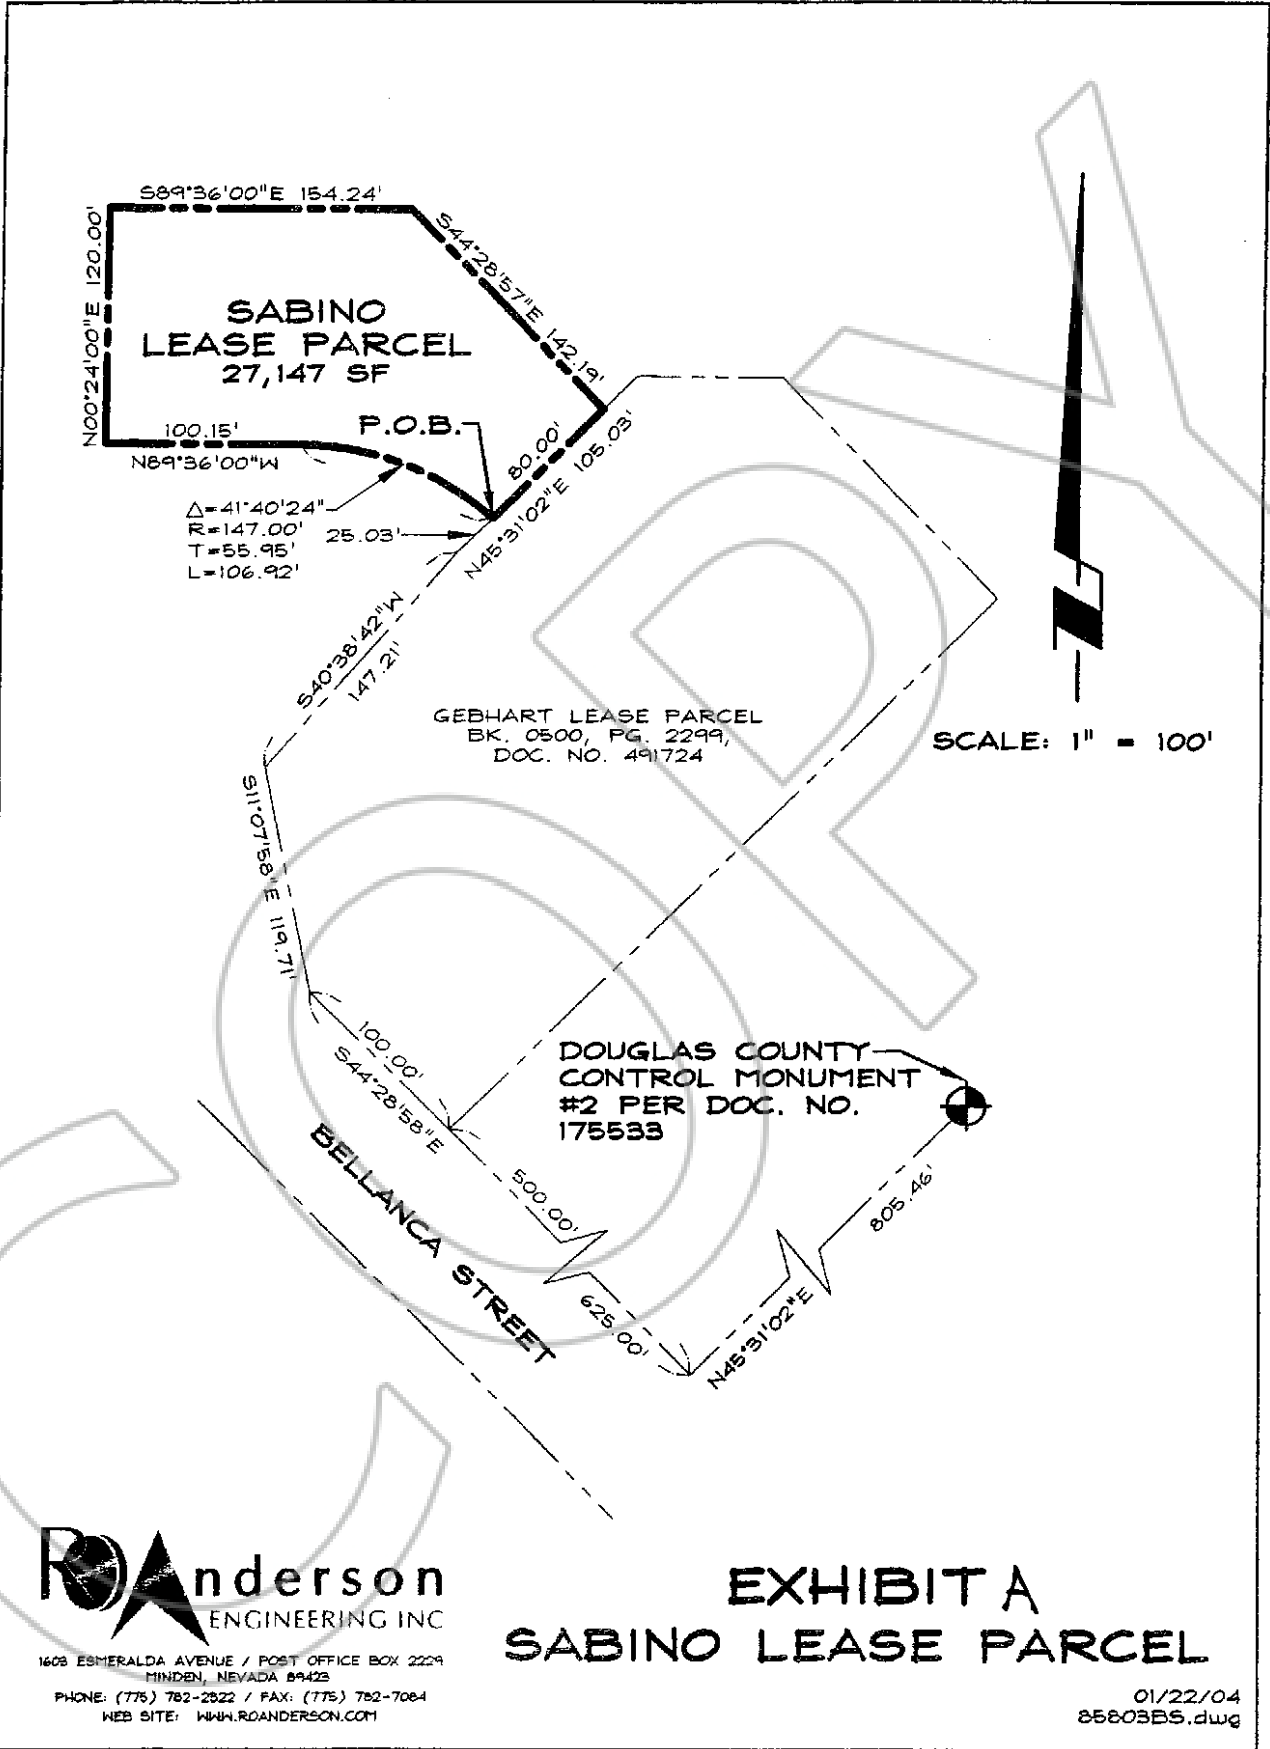 S89°36'00"E 154.24'
N00°24'00"E 120.00'
S44°28'57"E 142.19'
SABINO
LEASE PARCEL
27,147 SF
P.O.B.
100.15'
N89°36'00"W
80.00'
N45°31'02"E 105.03'
Δ=41°40'24"
R=147.00'
T=55.95'
L=106.92'
25.03'
S40°38'42"W
147.21'
GEBHART LEASE PARCEL
BK. 0500, PG. 2299,
DOC. NO. 491724
SCALE: 1" = 100'
S11°07'58"E 119.71'
100.00'
S44°28'58"E
DOUGLAS COUNTY
CONTROL MONUMENT
#2 PER DOC. NO.
175533
BELLANCA STREET
500.00'
625.00'
805.46'
N45°31'02"E
COPY
ROAnderson
ENGINEERING INC
1603 ESMERALDA AVENUE / POST OFFICE BOX 2229
MINDEN, NEVADA 89423
PHONE: (775) 782-2322 / FAX: (775) 782-7084
WEB SITE: WWW.ROANDERSON.COM
EXHIBIT A
SABINO LEASE PARCEL
01/22/04
85803BS.dwg